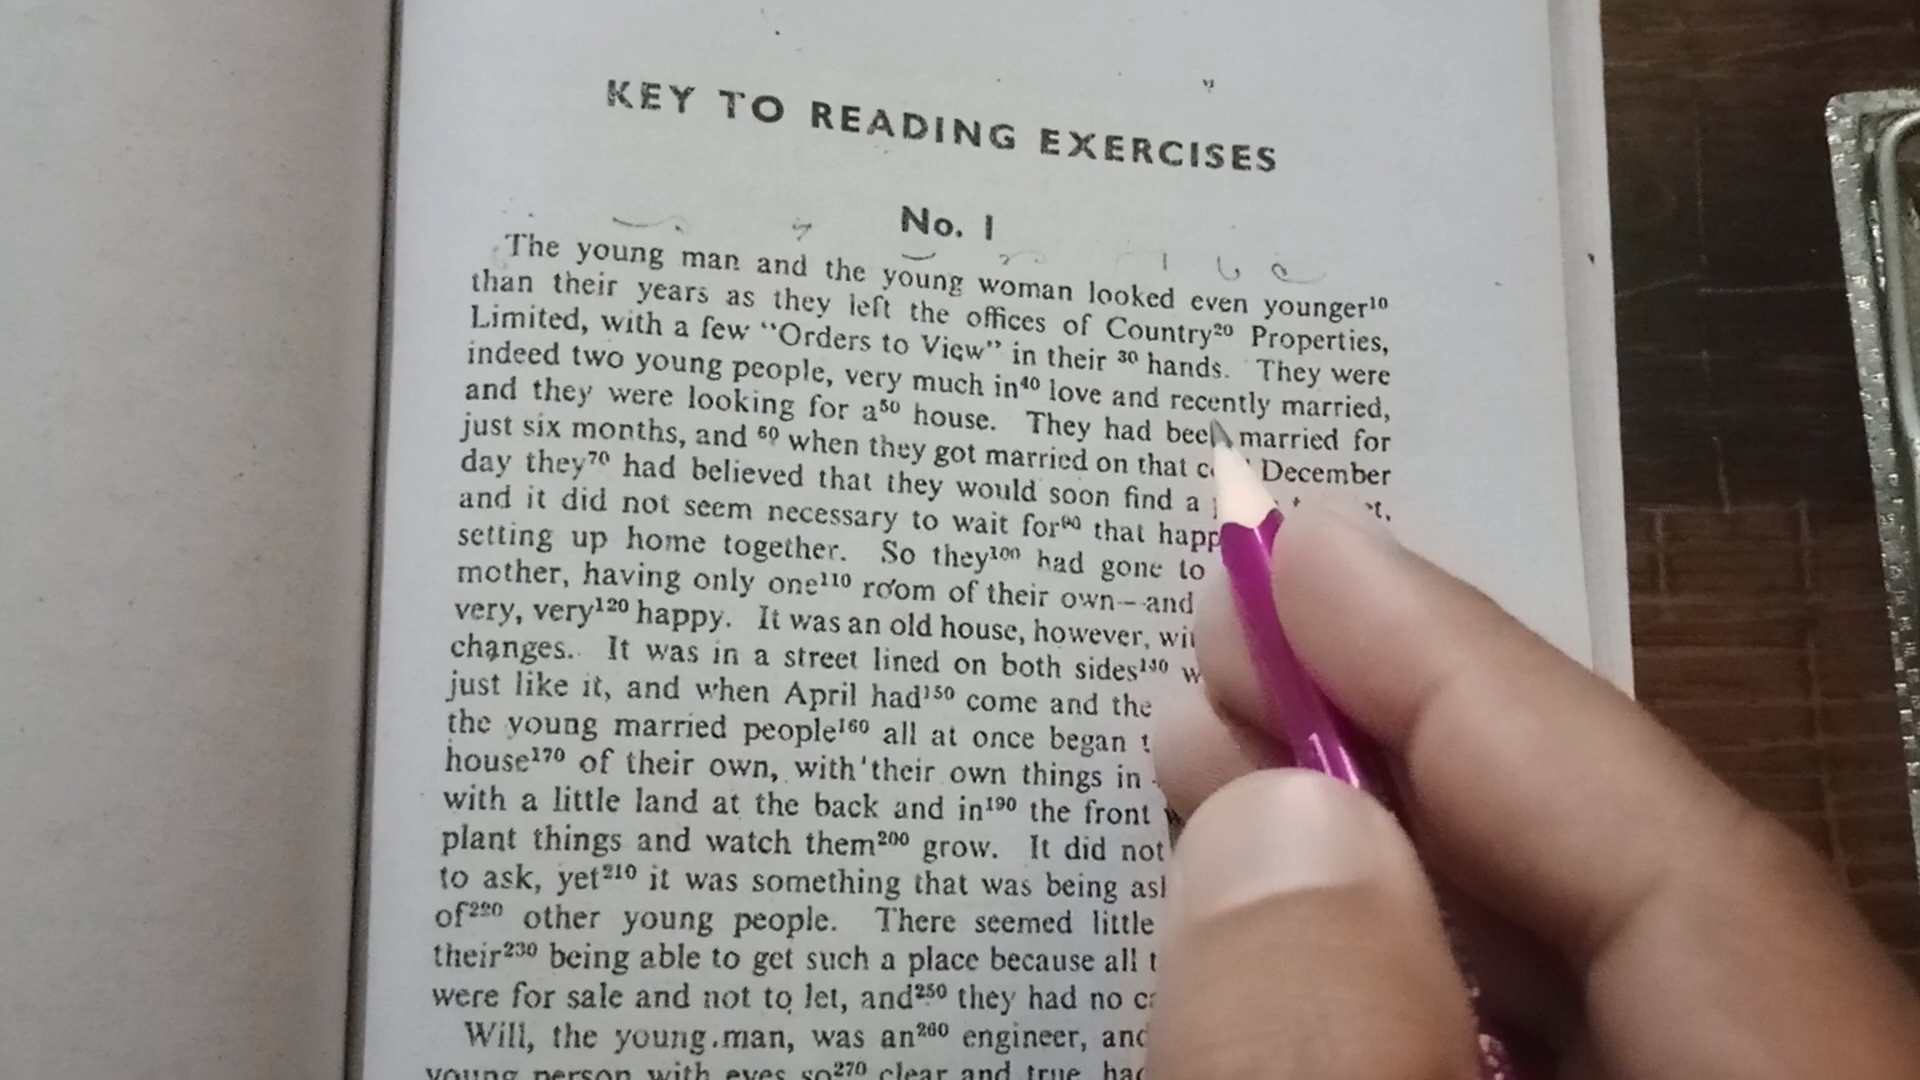 KEY TO READING EXERCISES
No. 1
The young man and the young woman looked even younger¹⁰
than their years as they left the offices of Country²⁰ Properties,
Limited, with a few "Orders to View" in their ³⁰ hands. They were
indeed two young people, very much in⁴⁰ love and recently married,
and they were looking for a⁵⁰ house. They had been married for
just six months, and ⁶⁰ when they got married on that December
day they⁷⁰ had believed that they would soon find a
and it did not seem necessary to wait for⁹⁰ that
setting up home together. So they¹⁰⁰ had gone to
mother, having only one¹¹⁰ room of their own—and
very, very¹²⁰ happy. It was an old house, however,
changes. It was in a street lined on both sides¹⁴⁰
just like it, and when April had¹⁵⁰ come and the
the young married people¹⁶⁰ all at once began
house¹⁷⁰ of their own, with their own things in
with a little land at the back and in¹⁹⁰ the front
plant things and watch them²⁰⁰ grow. It did not
to ask, yet²¹⁰ it was something that was being
of²²⁰ other young people. There seemed little
their²³⁰ being able to get such a place because all
were for sale and not to let, and²⁵⁰ they had no
Will, the young man, was an²⁶⁰ engineer, and
young person with eyes so²⁷⁰ clear and true had